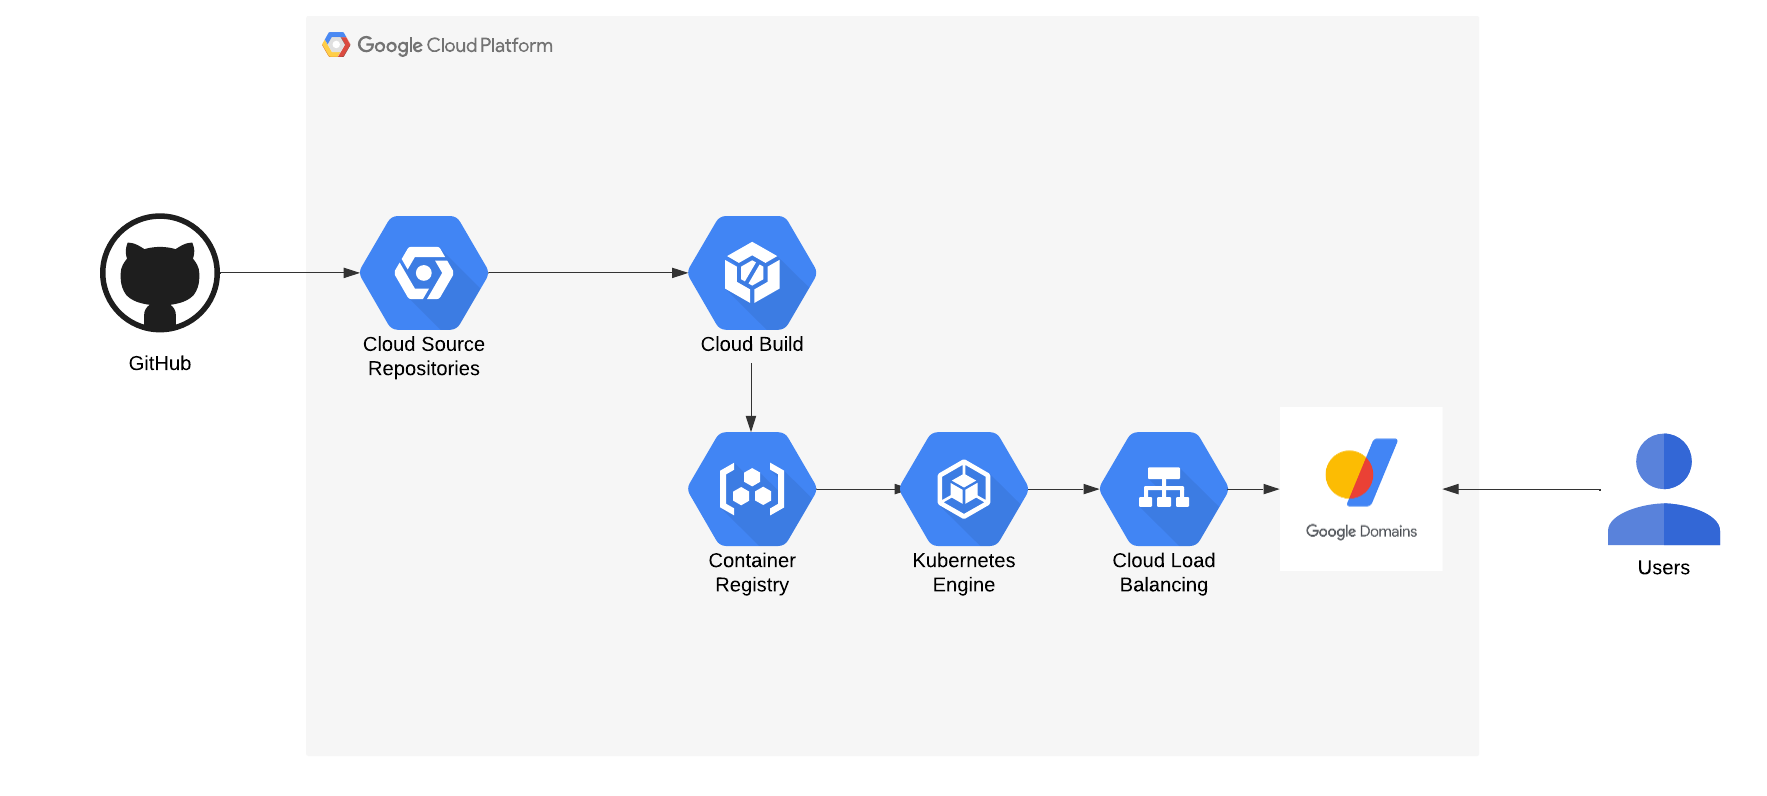 Google Cloud Platform
GitHub
Cloud Source
Repositories
Cloud Build
Container
Registry
Kubernetes
Engine
Cloud Load
Balancing
Google Domains
Users